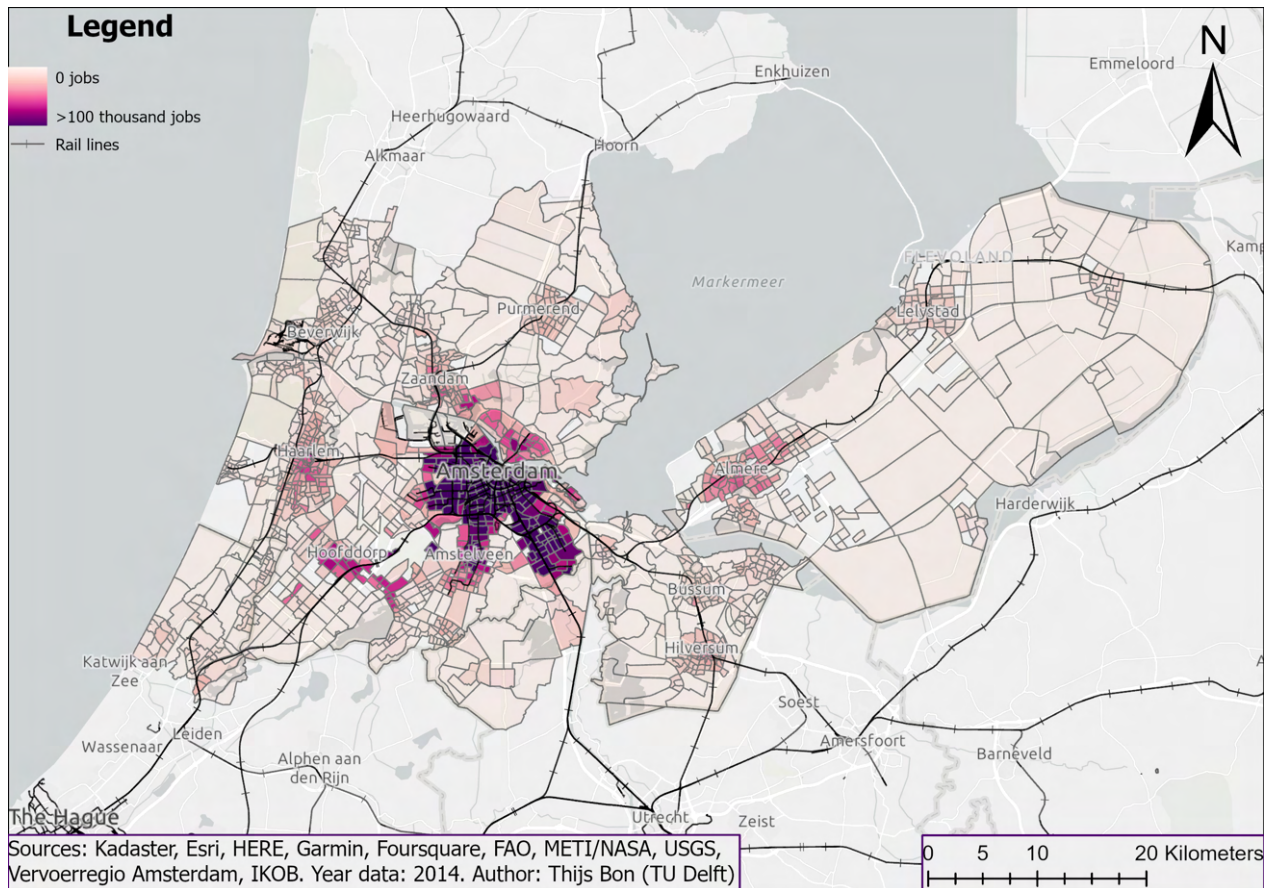 Legend
0 jobs
>100 thousand jobs
Rail lines
N
Enkhuizen
Emmeloord
Heerhugowaard
Alkmaar
Hoorn
FLEVOLAND
Kamp
Markermeer
Purmerend
Lelystad
Beverwijk
Zaandam
Haarlem
Amsterdam
Almere
Harderwijk
Hoofddorp
Amstelveen
Bussum
Hilversum
Katwijk aan
Zee
Soest
Leiden
Wassenaar
Amersfoort
Barneveld
Alphen aan
den Rijn
A
The Hague
Utrecht
Zeist
Sources: Kadaster, Esri, HERE, Garmin, Foursquare, FAO, METI/NASA, USGS,
Vervoerregio Amsterdam, IKOB. Year data: 2014. Author: Thijs Bon (TU Delft)
0 5 10 20 Kilometers